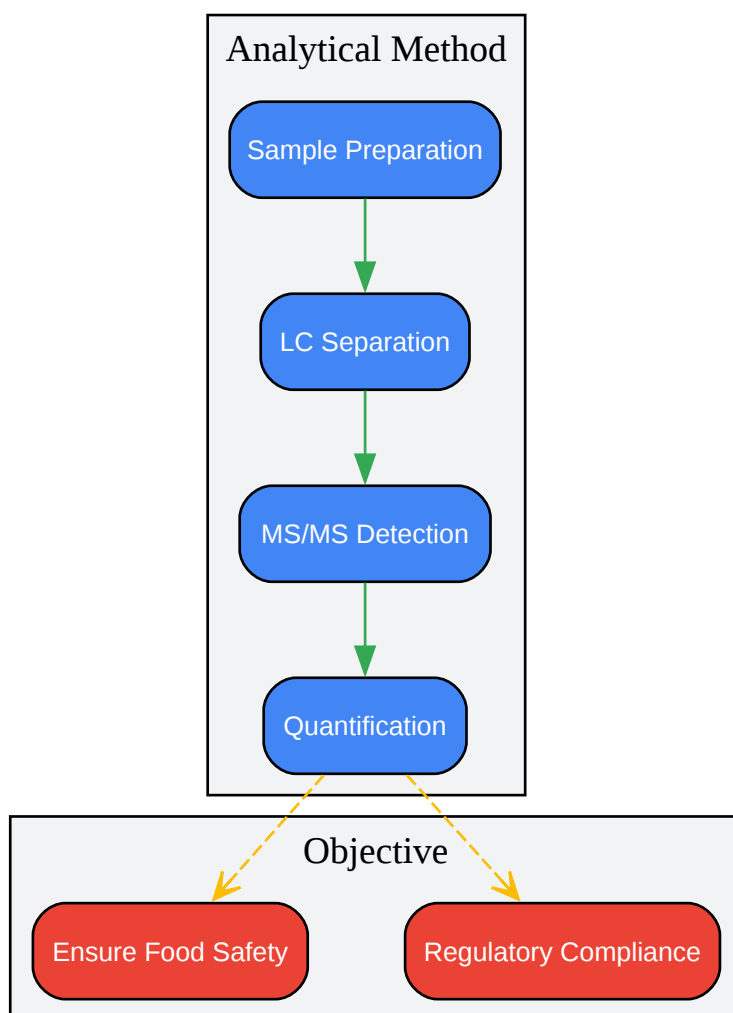 Analytical Method
Sample Preparation
LC Separation
MS/MS Detection
Quantification
Objective
Ensure Food Safety
Regulatory Compliance